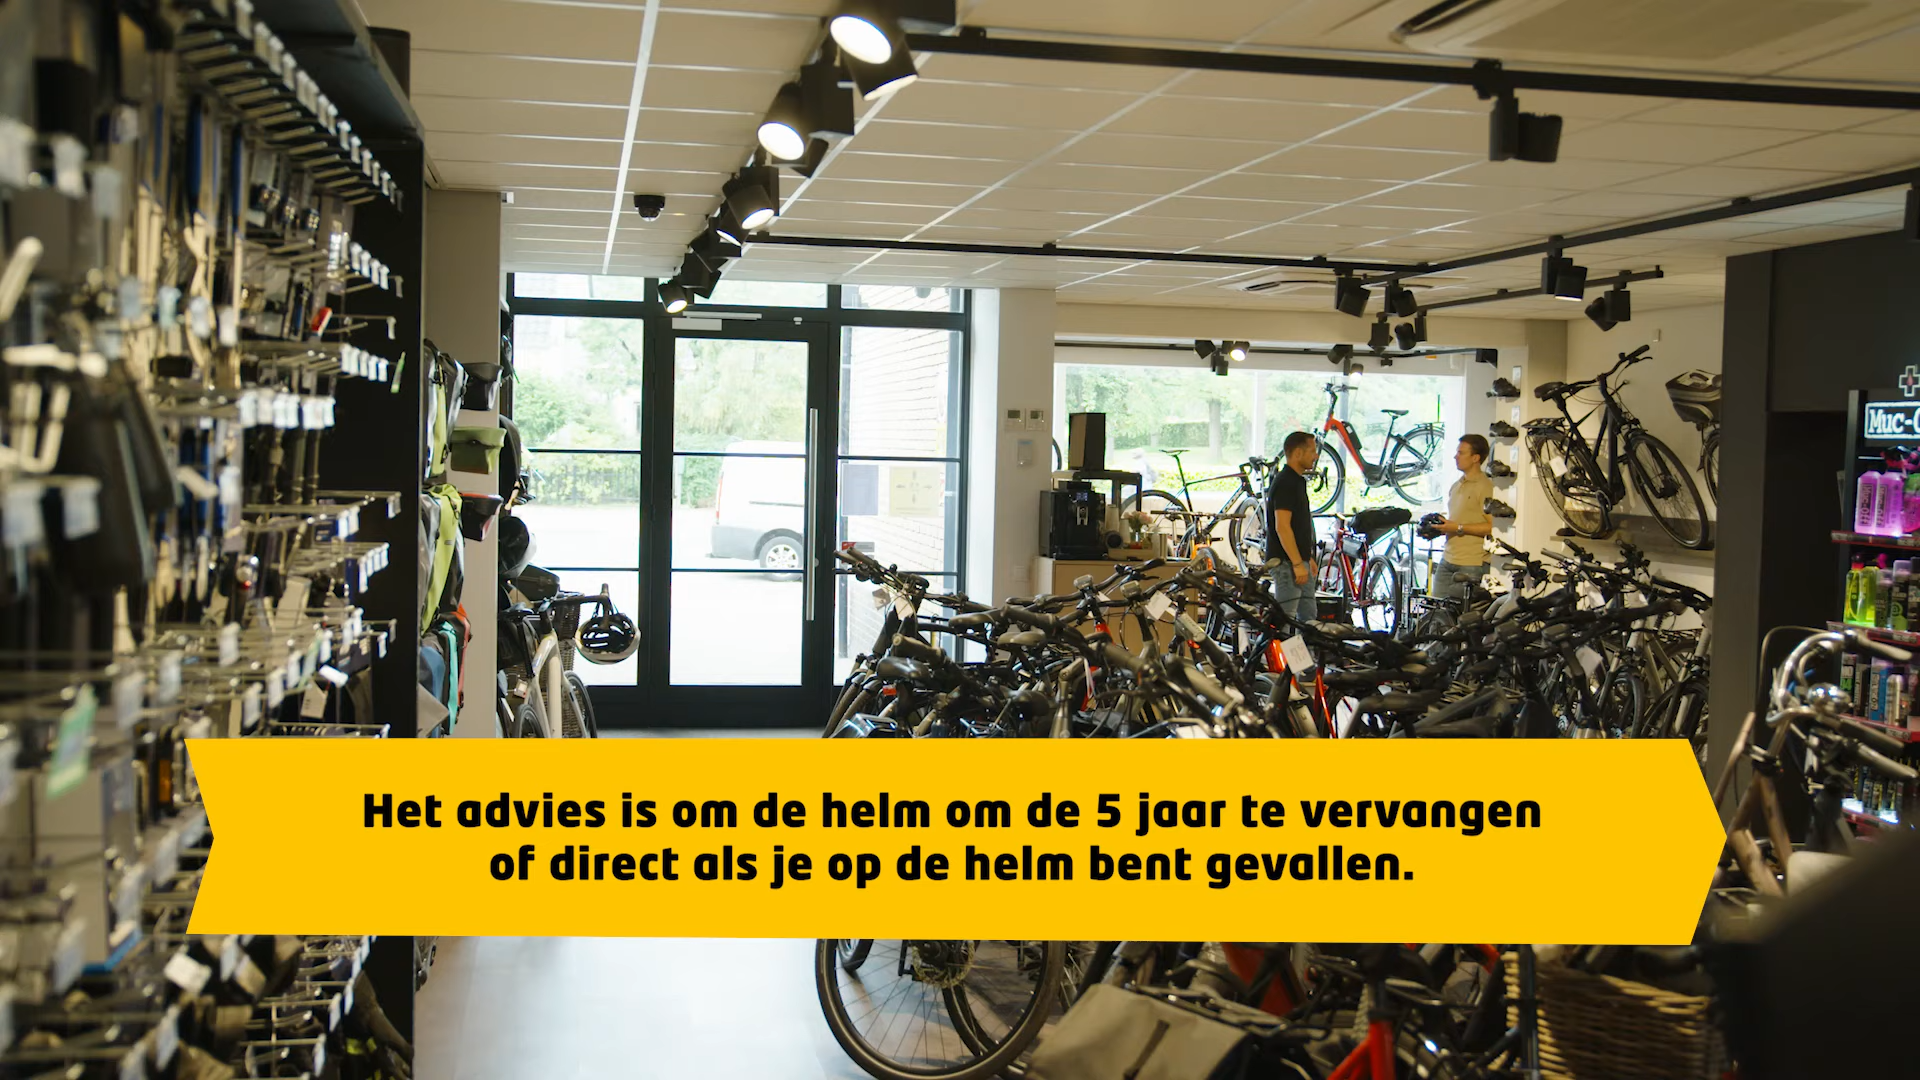 Muc-O
Het advies is om de helm om de 5 jaar te vervangen
of direct als je op de helm bent gevallen.